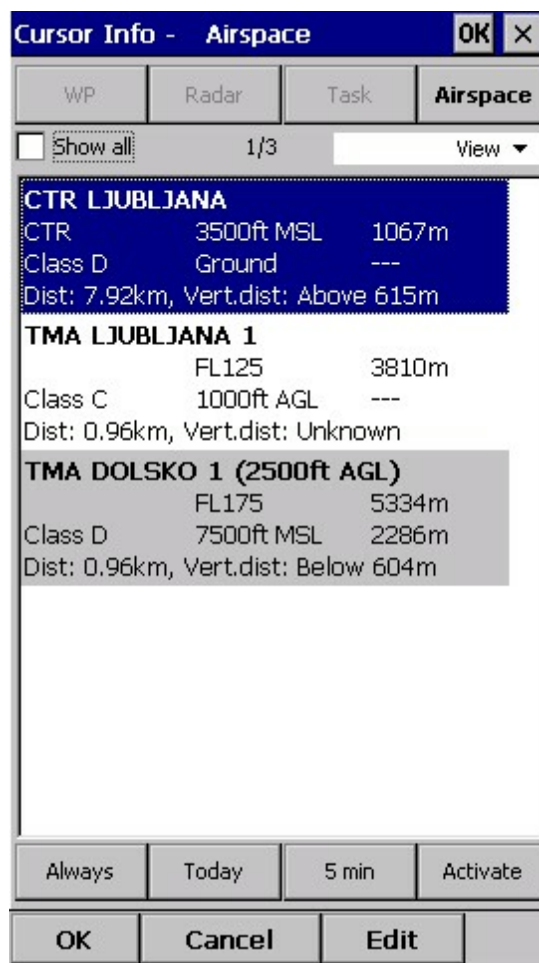 Cursor Info - Airspace OK ×
WP Radar Task Airspace
Show all 1/3 View
CTR LJUBLJANA
CTR 3500ft MSL 1067m
Class D Ground ---
Dist: 7.92km, Vert.dist: Above 615m
TMA LJUBLJANA 1
FL125 3810m
Class C 1000ft AGL ---
Dist: 0.96km, Vert.dist: Unknown
TMA DOLSKO 1 (2500ft AGL)
FL175 5334m
Class D 7500ft MSL 2286m
Dist: 0.96km, Vert.dist: Below 604m
Always Today 5 min Activate
OK Cancel Edit